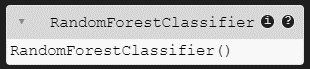 RandomForestClassifier i ?
RandomForestClassifier()